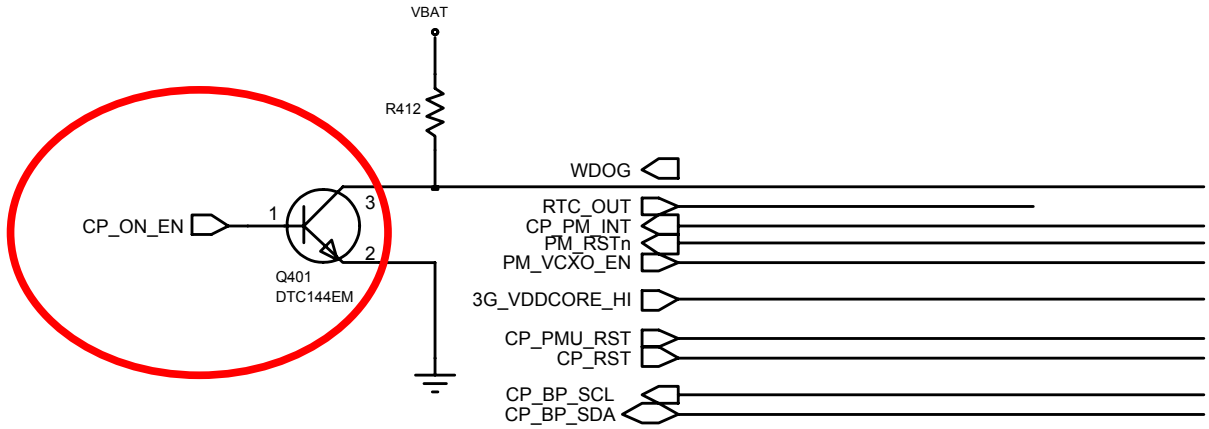 VBAT
R412
WDOG
3
RTC_OUT
1
CP_ON_EN
CP_PM_INT
PM_RSTn
2
PM_VCXO_EN
Q401
DTC144EM
3G_VDDCORE_HI
CP_PMU_RST
CP_RST
CP_BP_SCL
CP_BP_SDA